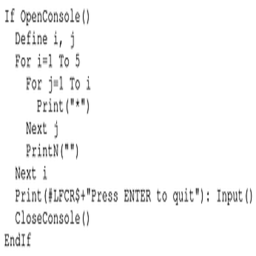 If OpenConsole()
  Define i, j
  For i=1 To 5
    For j=1 To i
      Print("*")
    Next j
    PrintN("")
  Next i
  Print(#LFCR$+"Press ENTER to quit"): Input()
  CloseConsole()
EndIf